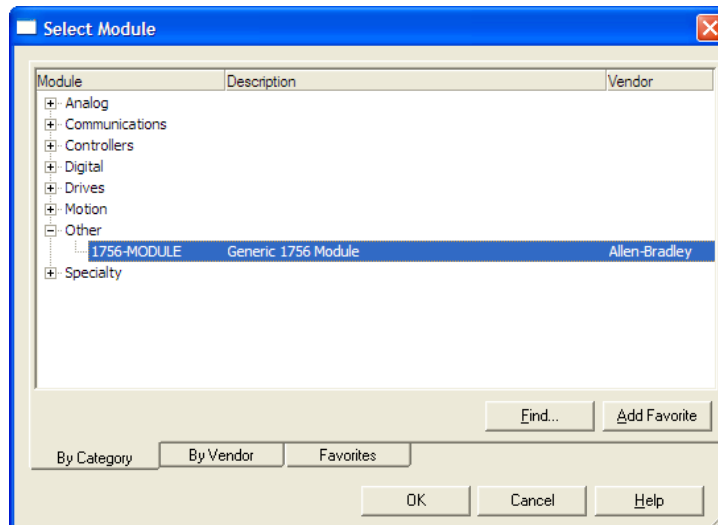 Select Module
Module Description Vendor
Analog
Communications
Controllers
Digital
Drives
Motion
Other
1756-MODULE Generic 1756 Module Allen-Bradley
Specialty
Find... Add Favorite
By Category By Vendor Favorites
OK Cancel Help